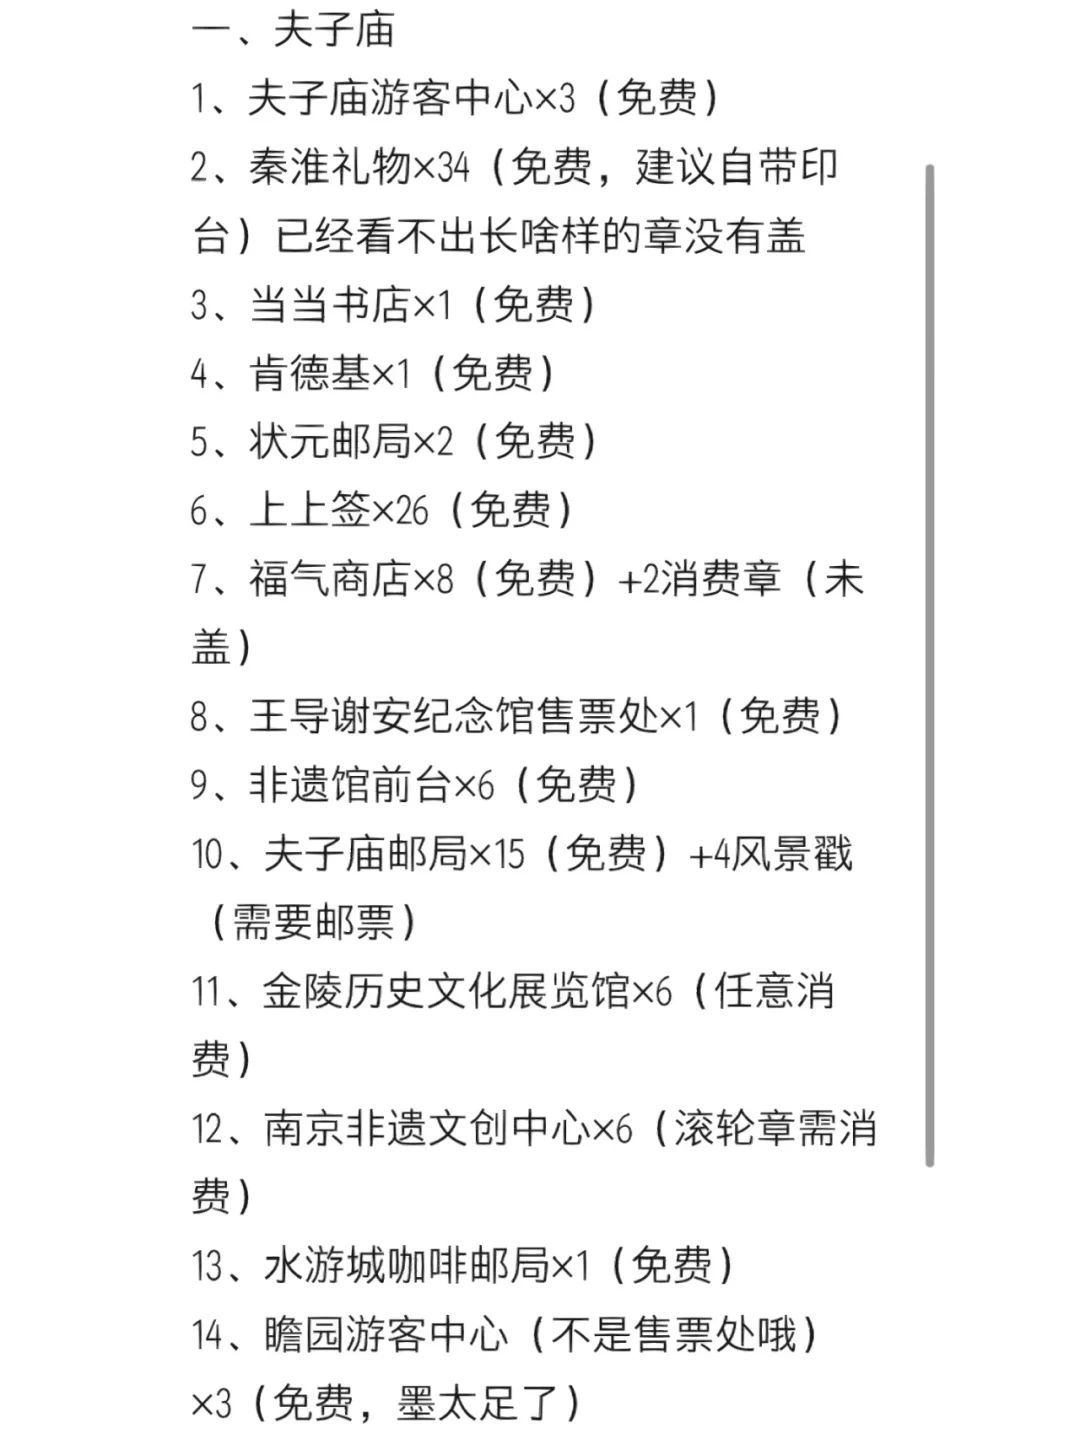 一、夫子庙
1、夫子庙游客中心×3（免费）
2、秦淮礼物×34（免费，建议自带印
台）已经看不出长啥样的章没有盖
3、当当书店×1（免费）
4、肯德基×1（免费）
5、状元邮局×2（免费）
6、上上签×26（免费）
7、福气商店×8（免费）+2消费章（未
盖）
8、王导谢安纪念馆售票处×1（免费）
9、非遗馆前台×6（免费）
10、夫子庙邮局×15（免费）+4风景戳
（需要邮票）
11、金陵历史文化展览馆×6（任意消
费）
12、南京非遗文创中心×6（滚轮章需消
费）
13、水游城咖啡邮局×1（免费）
14、瞻园游客中心（不是售票处哦）
×3（免费，墨太足了）